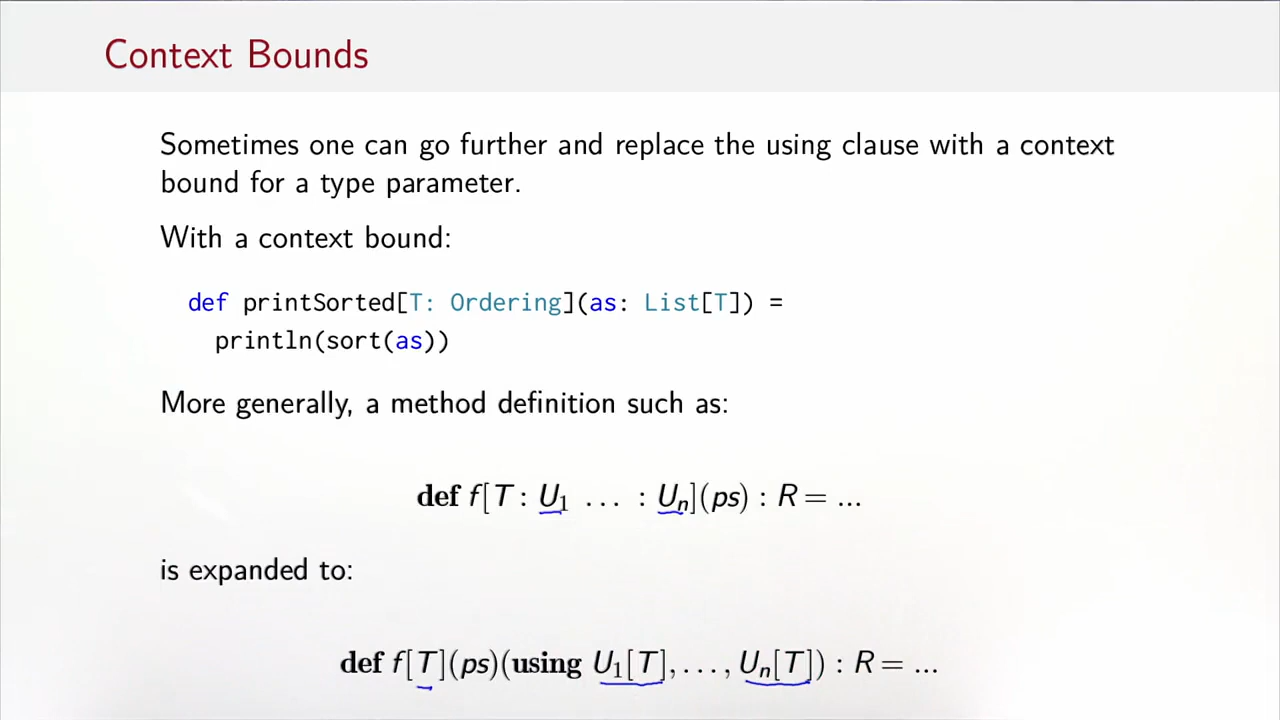 Context Bounds
Sometimes one can go further and replace the using clause with a context
bound for a type parameter.
With a context bound:
def printSorted[T: Ordering](as: List[T]) =
println(sort(as))
More generally, a method definition such as:
def f[T : U₁ ... : Uₙ](ps) : R = ...
is expanded to:
def f[T](ps)(using U₁[T], ..., Uₙ[T]) : R = ...